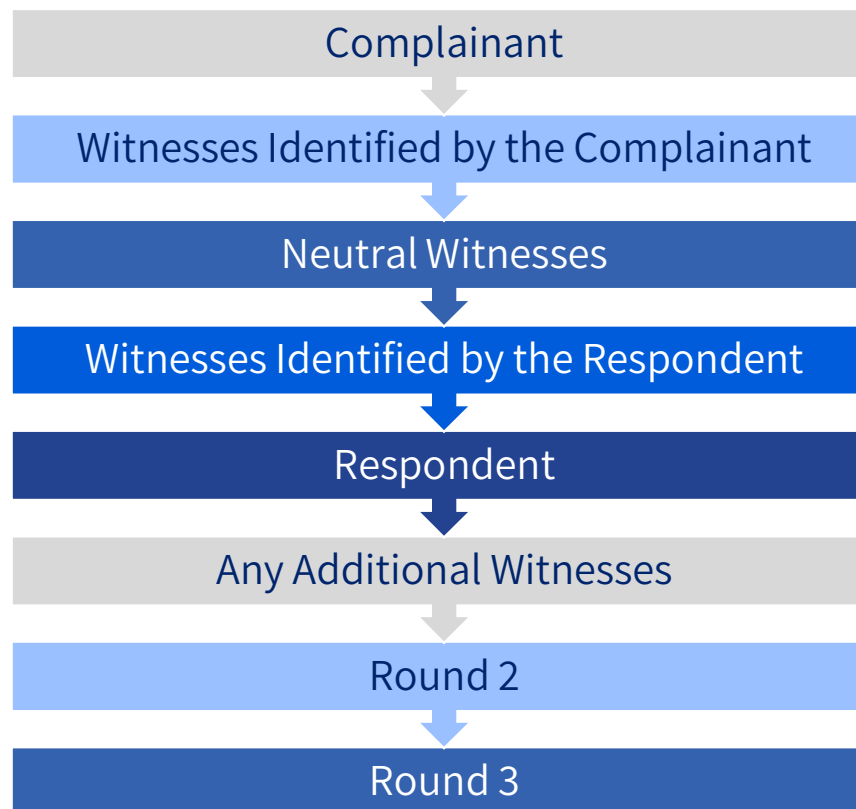 Complainant
Witnesses Identified by the Complainant
Neutral Witnesses
Witnesses Identified by the Respondent
Respondent
Any Additional Witnesses
Round 2
Round 3